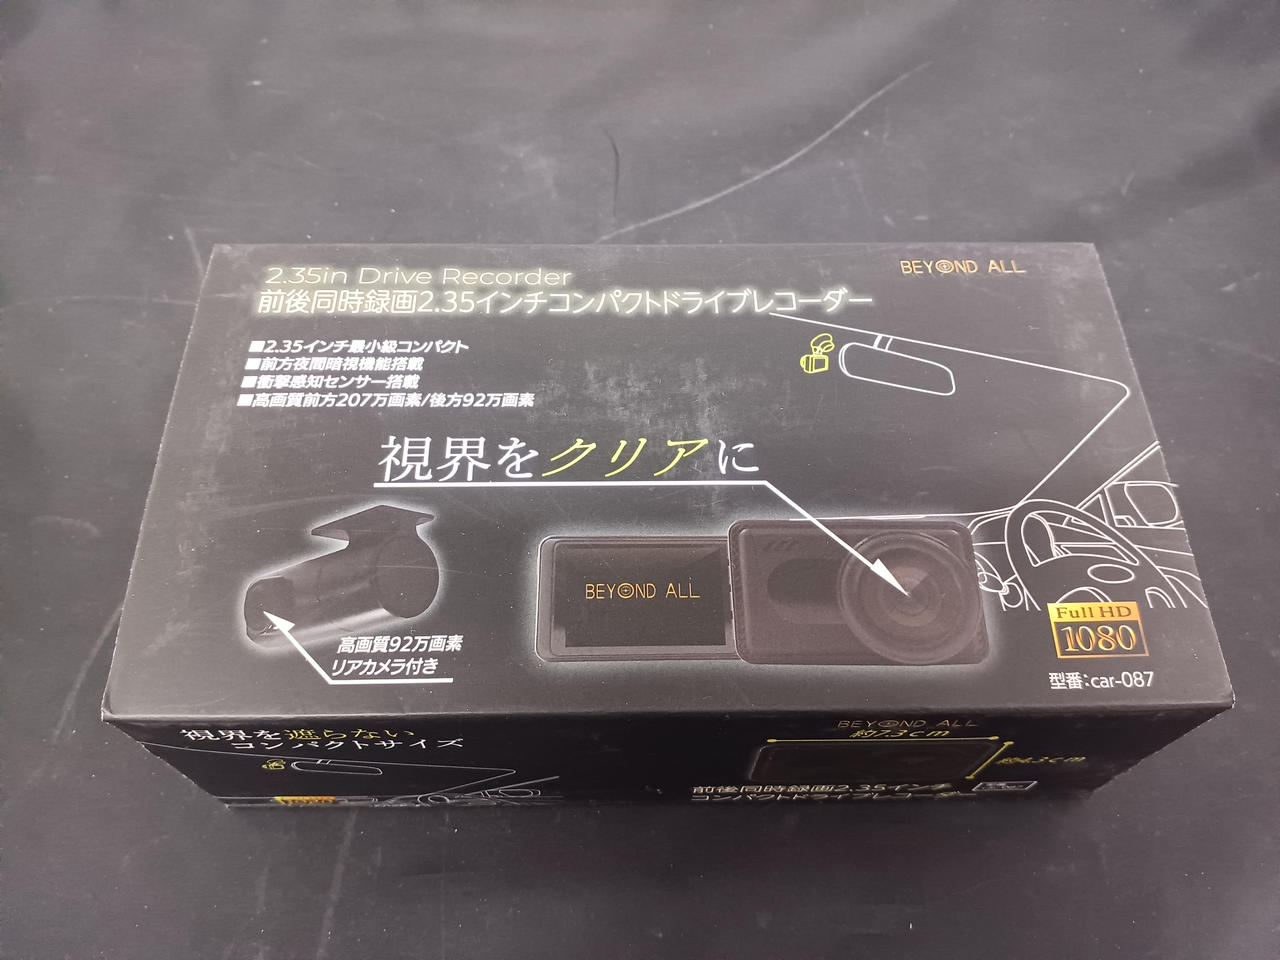 2.35in Drive Recorder
BEYOND ALL
前後同時録画2.35インチコンパクトドライブレコーダー
■2.35インチ最小級コンパクト
■前方夜間暗視機能搭載
■衝撃感知センサー搭載
■高画質前方207万画素/後方92万画素
視界をクリアに
BEYOND ALL
高画質92万画素
リアカメラ付き
Full HD
1080
型番:car-087
視界を遮らない
コンパクトサイズ
BEYOND ALL
約7.3cm
約4.3cm
前後同時録画2.35インチ
コンパクトドライブレコーダー